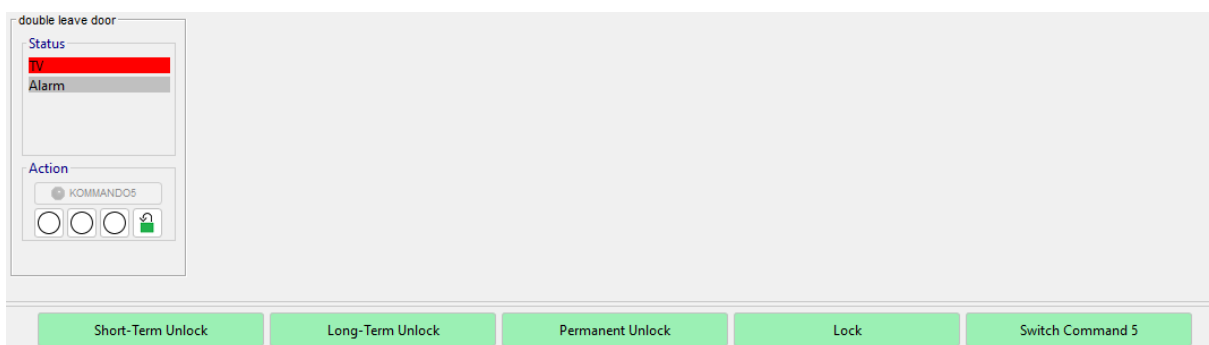 double leave door
Status
TV
Alarm
Action
KOMMANDO5
Short-Term Unlock
Long-Term Unlock
Permanent Unlock
Lock
Switch Command 5